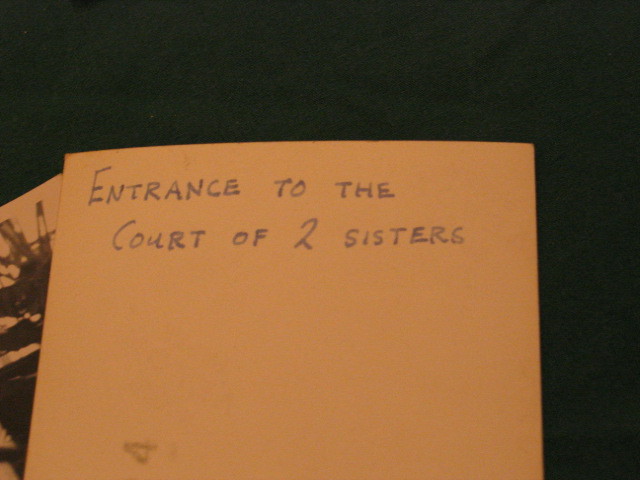 ENTRANCE TO THE
COURT OF 2 SISTERS